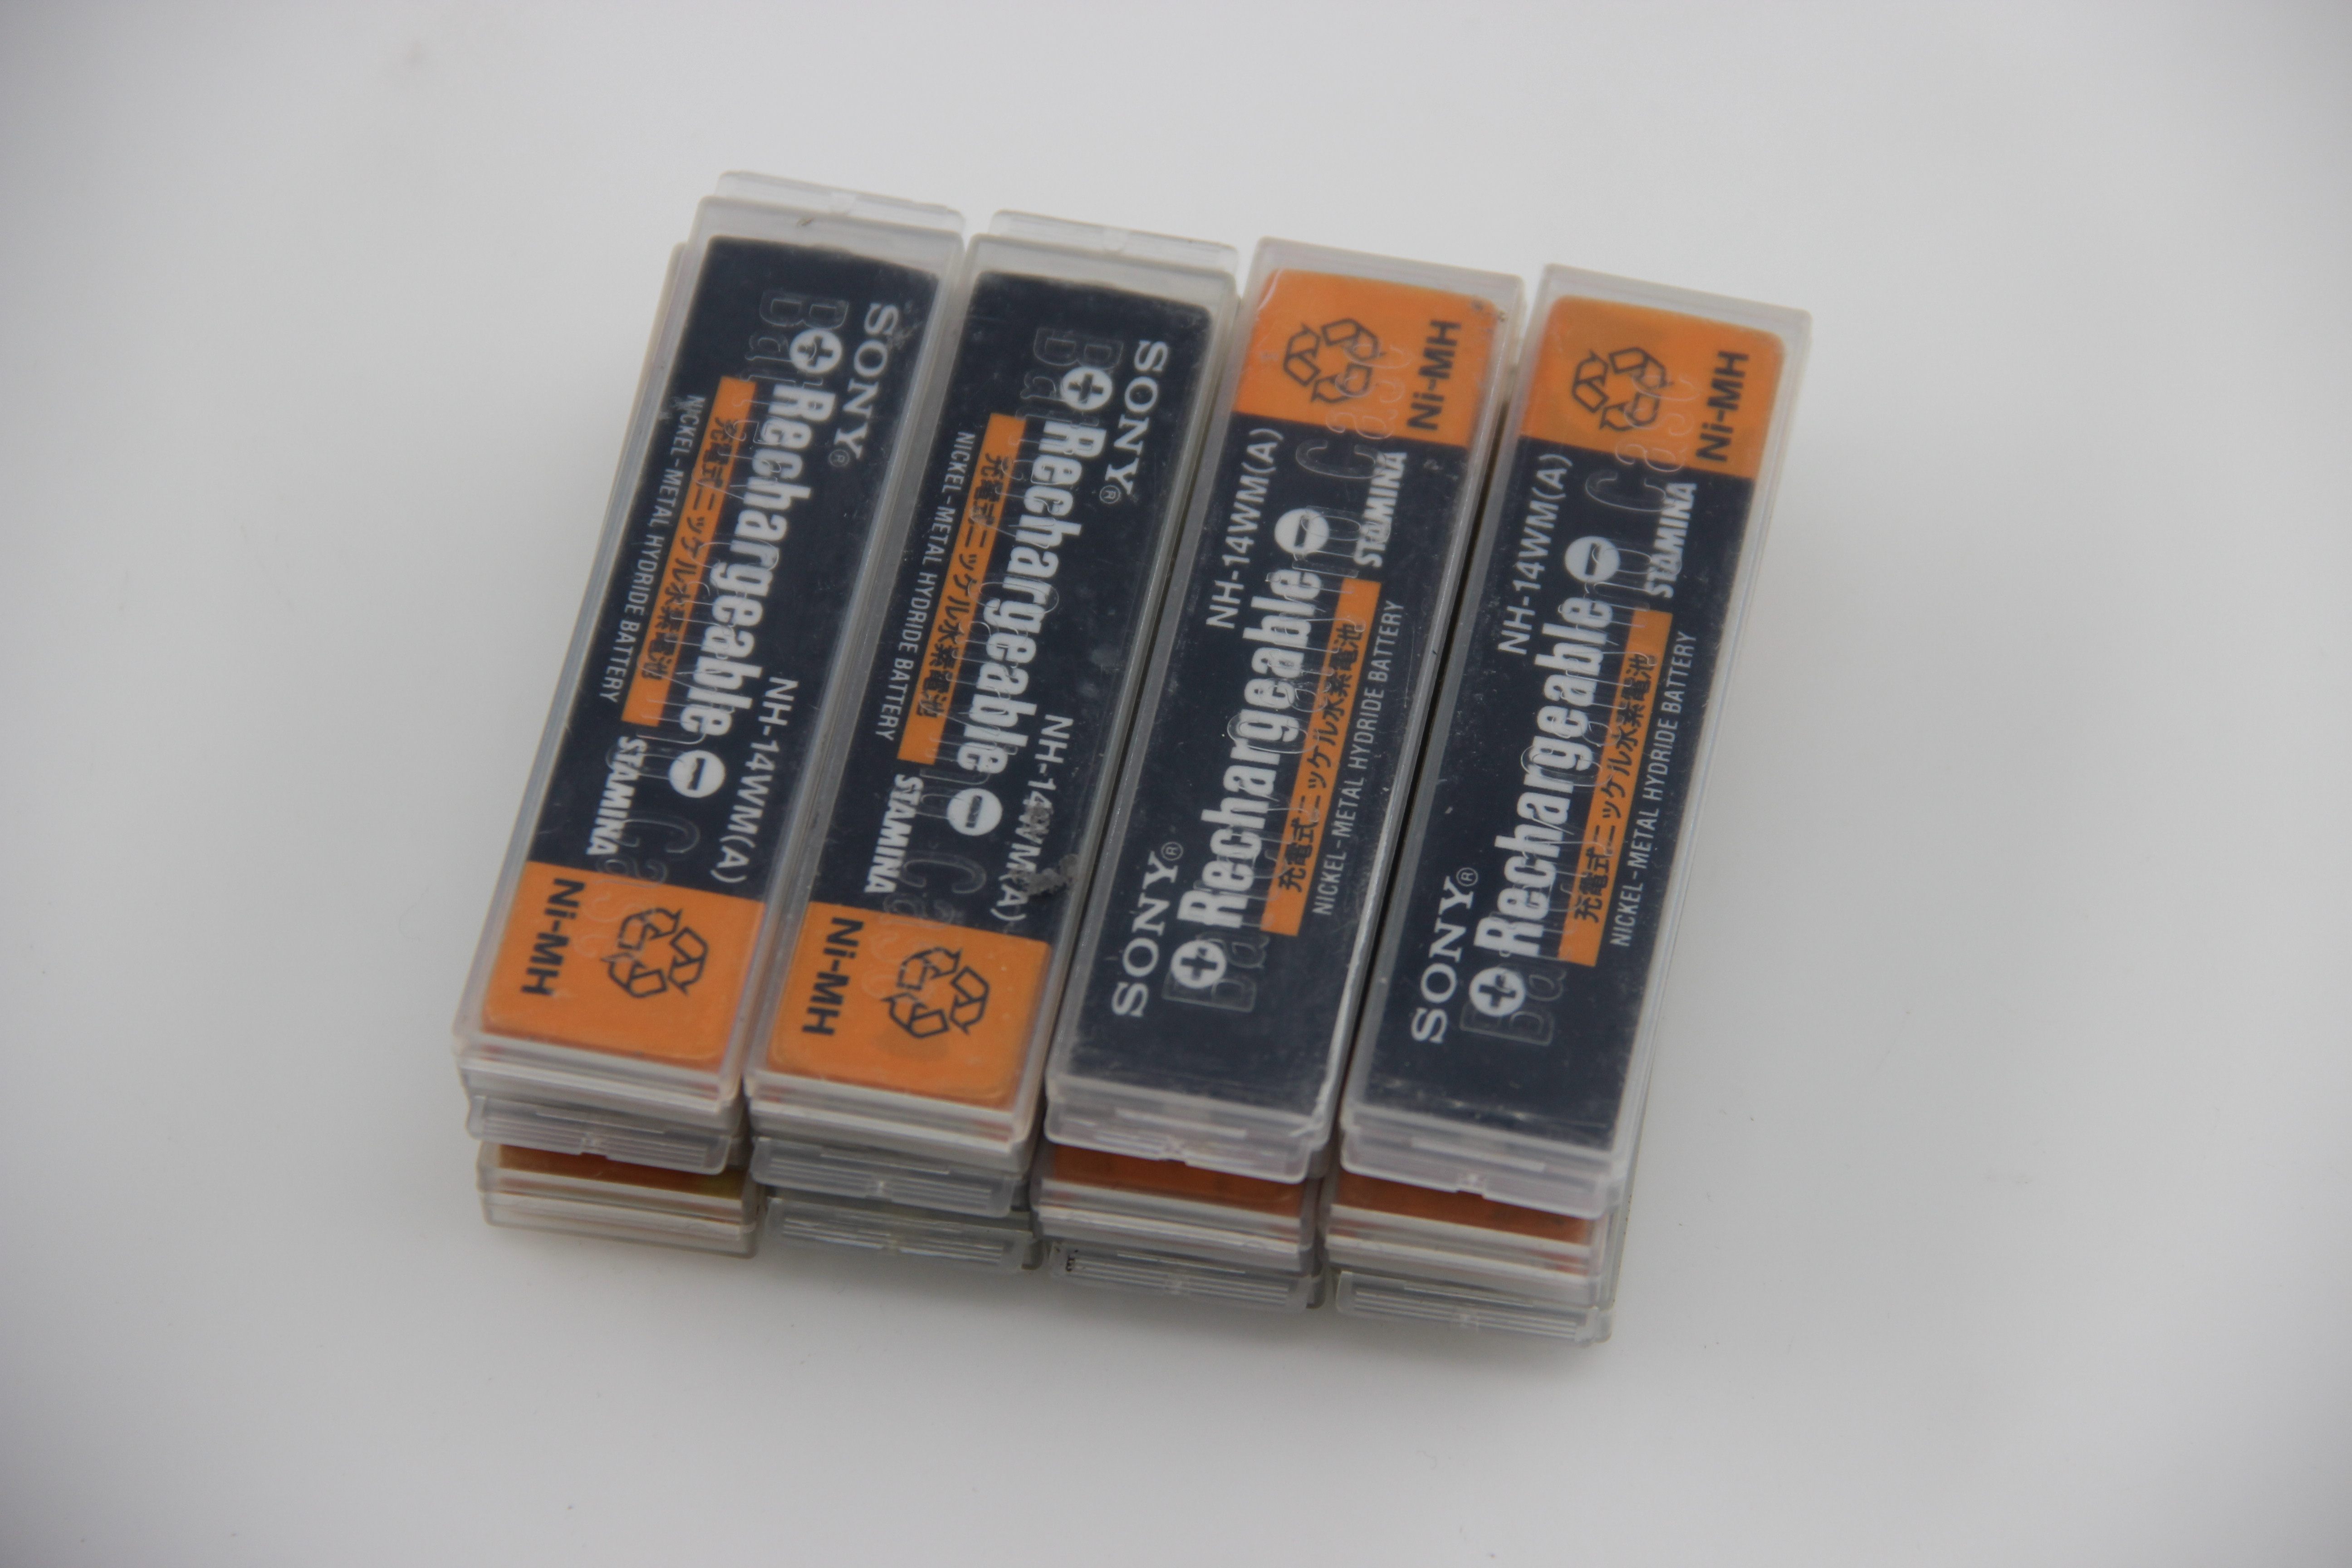 SONY®
Rechargeable
NH-14WM(A)
充電式ニッケル水素電池
NICKEL-METAL HYDRIDE BATTERY
STAMINA
Ni-MH
SONY®
Rechargeable
NH-14WM(A)
充電式ニッケル水素電池
NICKEL-METAL HYDRIDE BATTERY
STAMINA
Ni-MH
Ni-MH
NH-14WM(A)
STAMINA
SONY®
Rechargeable
充電式ニッケル水素電池
NICKEL-METAL HYDRIDE BATTERY
Ni-MH
NH-14WM(A)
STAMINA
SONY®
Rechargeable
充電式ニッケル水素電池
NICKEL-METAL HYDRIDE BATTERY